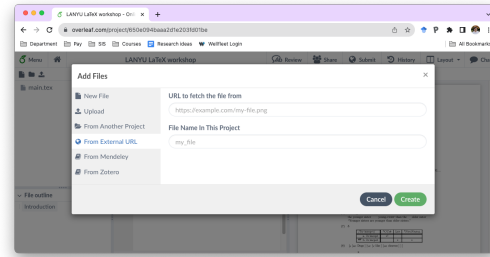 LANYU LaTeX workshop - Onli
overleaf.com/project/650e094baaa2d1e203fd01be
Department Pay SIS Courses Research ideas Wellfleet Login All Bookmarks
Menu LANYU LaTeX workshop Review Share Submit History Layout Cha
main.tex
Add Files
New File
Upload
From Another Project
From External URL
From Mendeley
From Zotero
URL to fetch the file from
https://example.com/my-file.png
File Name In This Project
my_file
Cancel Create
File outline
Introduction